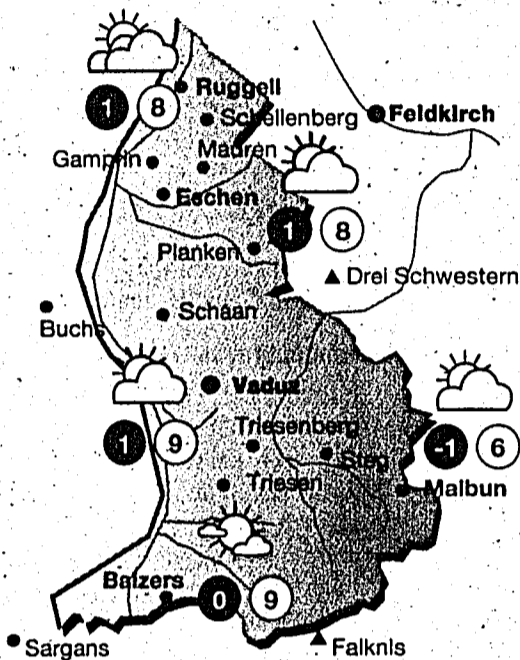 Ruggell
1 8
Schellenberg
Feldkirch
Gamprin
Mauren
Eschen
1 8
Planken
Drei Schwestern
Buchs
Schaan
Vaduz
1 9
Triesenberg
Steg
-1 6
Triesen
Malbun
Balzers
0 9
Sargans
Falknis